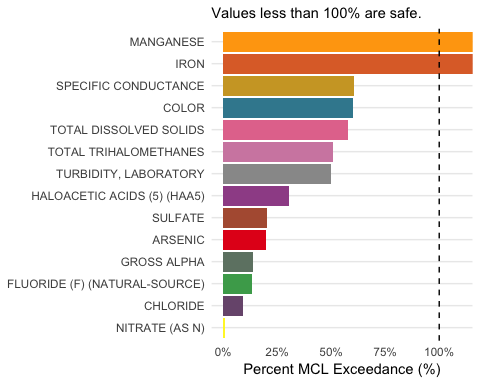 Values less than 100% are safe.
MANGANESE
IRON
SPECIFIC CONDUCTANCE
COLOR
TOTAL DISSOLVED SOLIDS
TOTAL TRIHALOMETHANES
TURBIDITY, LABORATORY
HALOACETIC ACIDS (5) (HAA5)
SULFATE
ARSENIC
GROSS ALPHA
FLUORIDE (F) (NATURAL-SOURCE)
CHLORIDE
NITRATE (AS N)
0% 25% 50% 75% 100%
Percent MCL Exceedance (%)